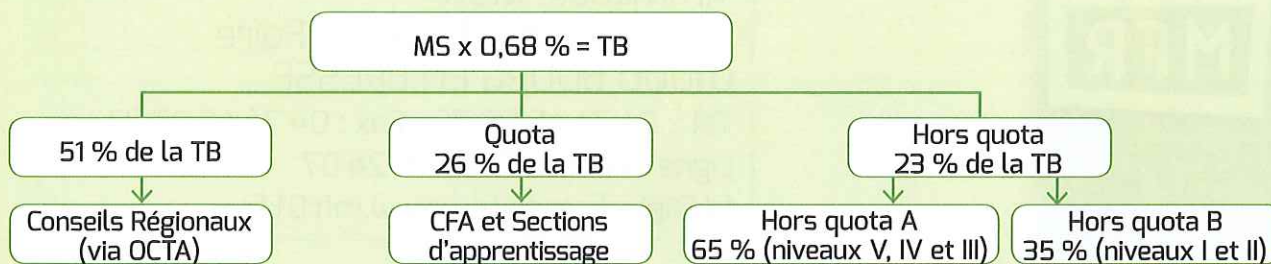 MS x 0,68 % = TB
51 % de la TB
Quota
26 % de la TB
Hors quota
23 % de la TB
Conseils Régionaux
(via OCTA)
CFA et Sections
d'apprentissage
Hors quota A
65 % (niveaux V, IV et III)
Hors quota B
35 % (niveaux I et II)